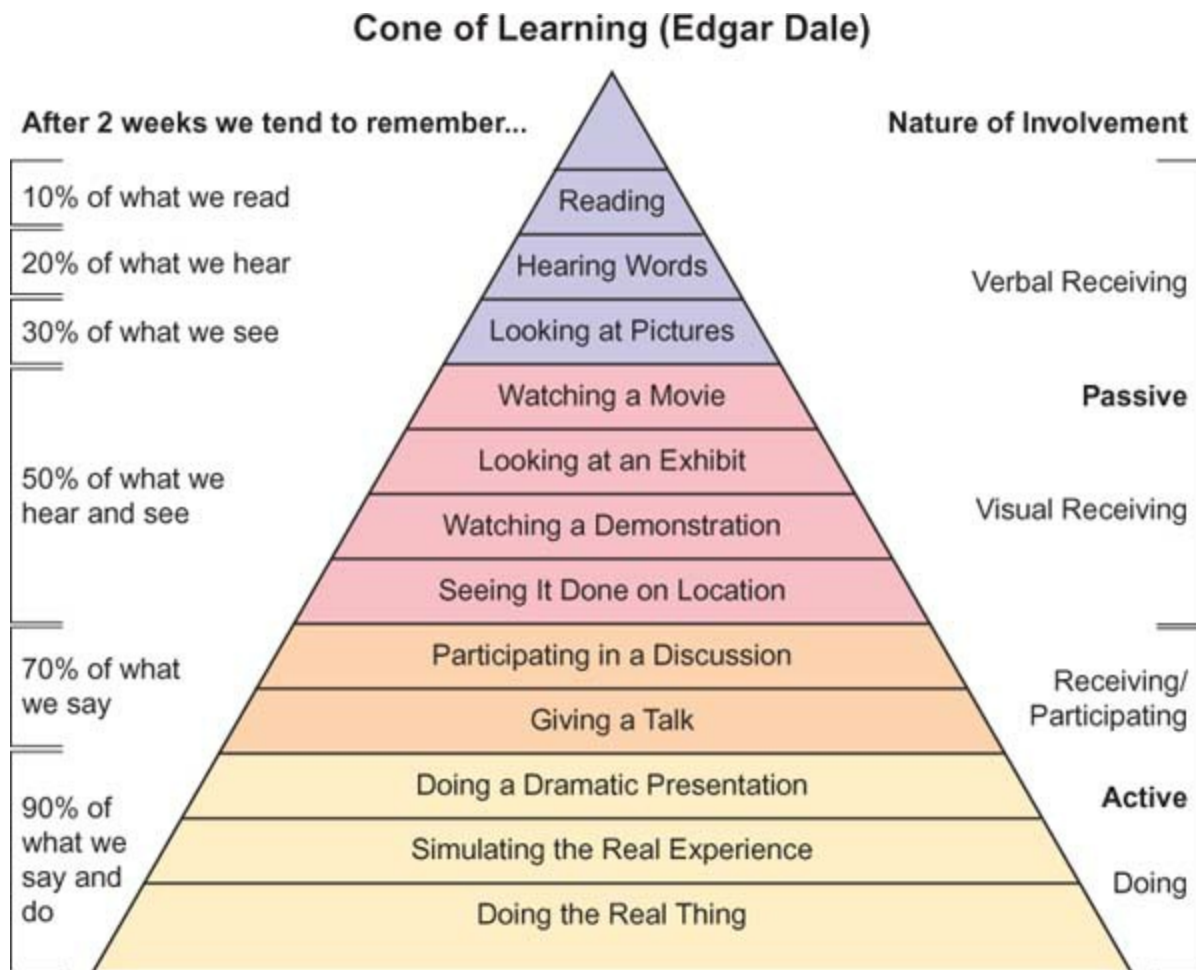 Cone of Learning (Edgar Dale)
After 2 weeks we tend to remember...
Nature of Involvement
10% of what we read
Reading
20% of what we hear
Hearing Words
Verbal Receiving
30% of what we see
Looking at Pictures
Watching a Movie
Passive
50% of what we
hear and see
Looking at an Exhibit
Watching a Demonstration
Visual Receiving
Seeing It Done on Location
70% of what
we say
Participating in a Discussion
Receiving/
Participating
Giving a Talk
90% of
what we
say and
do
Doing a Dramatic Presentation
Active
Simulating the Real Experience
Doing
Doing the Real Thing